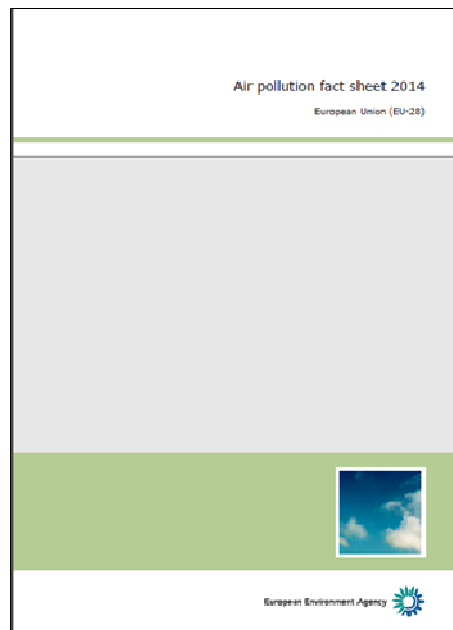 Air pollution fact sheet 2014
European Union (EU-28)
European Environment Agency